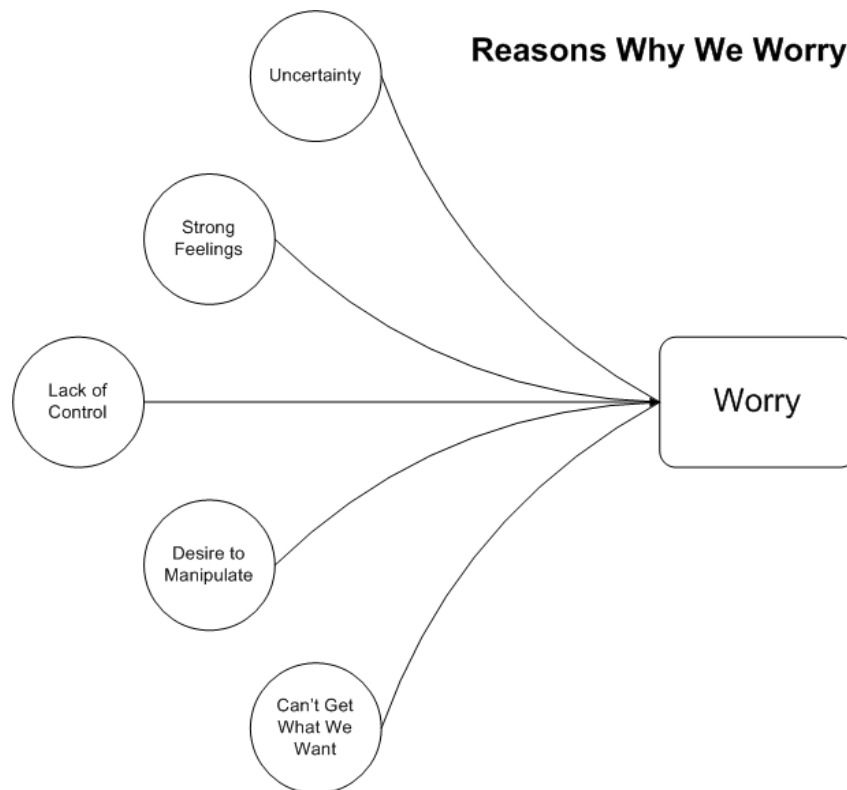 Reasons Why We Worry
Uncertainty
Strong
Feelings
Lack of
Control
Worry
Desire to
Manipulate
Can't Get
What We
Want